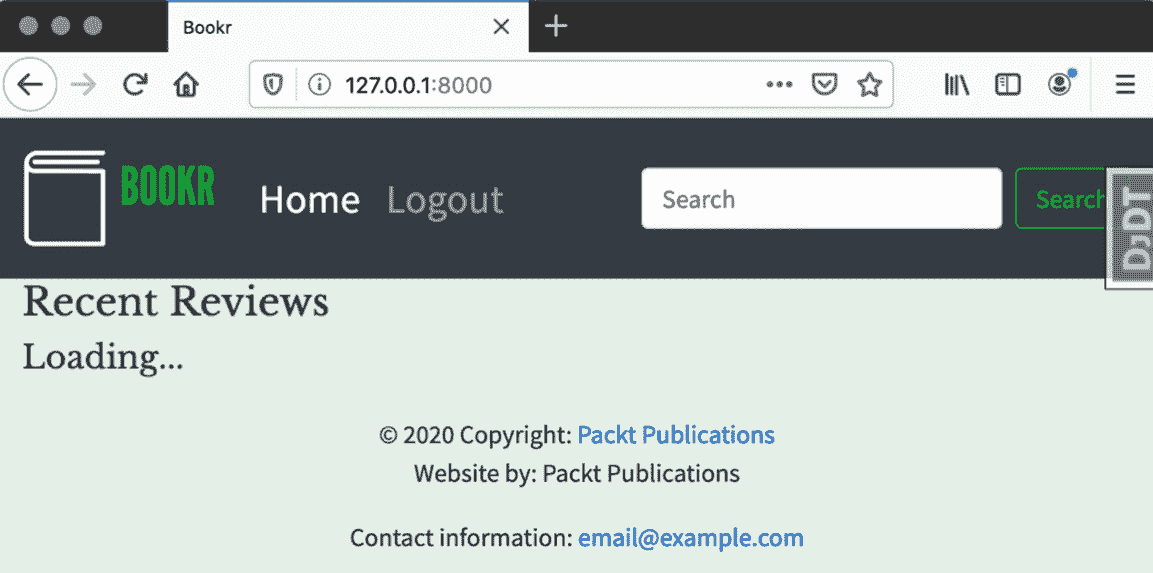 Bookr
127.0.0.1:8000
BOOKR Home Logout Search Search
DJDT
Recent Reviews
Loading...
© 2020 Copyright: Packt Publications
Website by: Packt Publications
Contact information: email@example.com